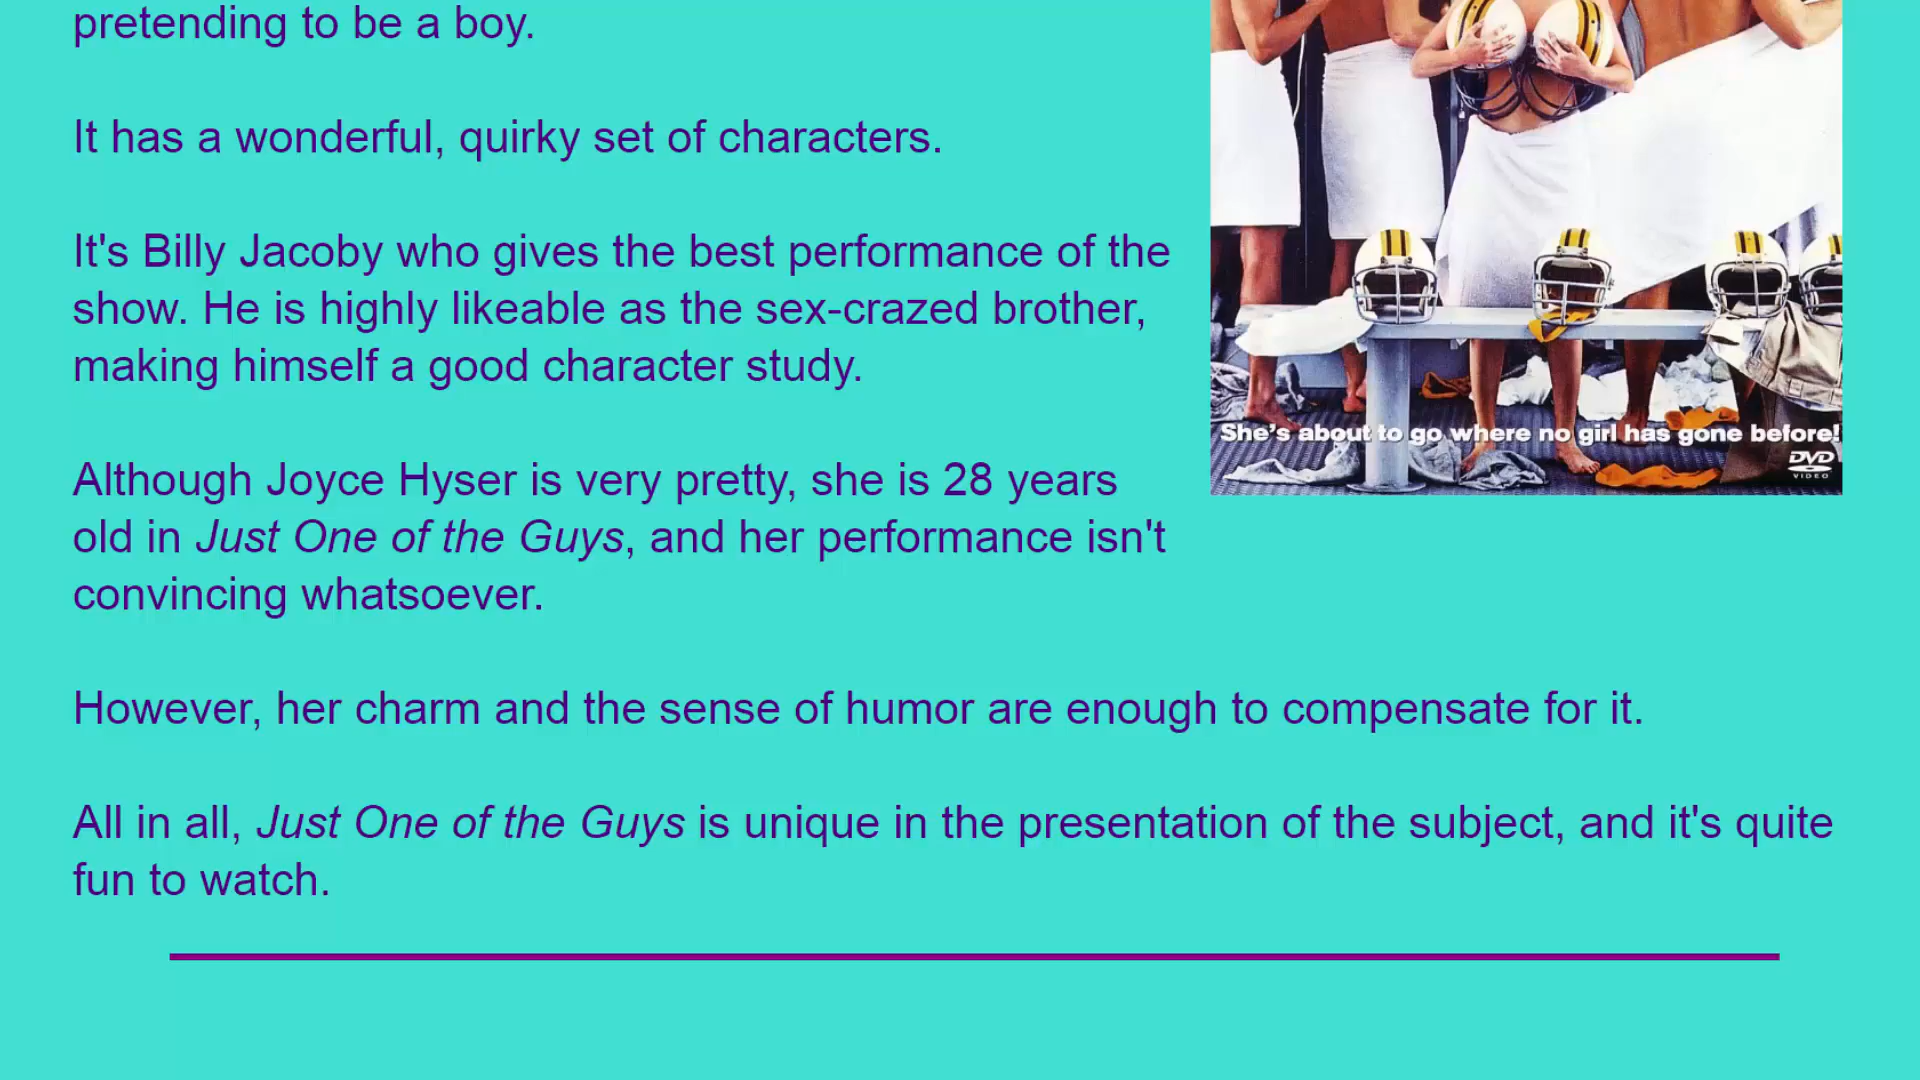 pretending to be a boy.
It has a wonderful, quirky set of characters.
It's Billy Jacoby who gives the best performance of the
show. He is highly likeable as the sex-crazed brother,
making himself a good character study.
Although Joyce Hyser is very pretty, she is 28 years
old in Just One of the Guys, and her performance isn't
convincing whatsoever.
However, her charm and the sense of humor are enough to compensate for it.
All in all, Just One of the Guys is unique in the presentation of the subject, and it's quite
fun to watch.
She's about to go where no girl has gone before!
DVD
VIDEO